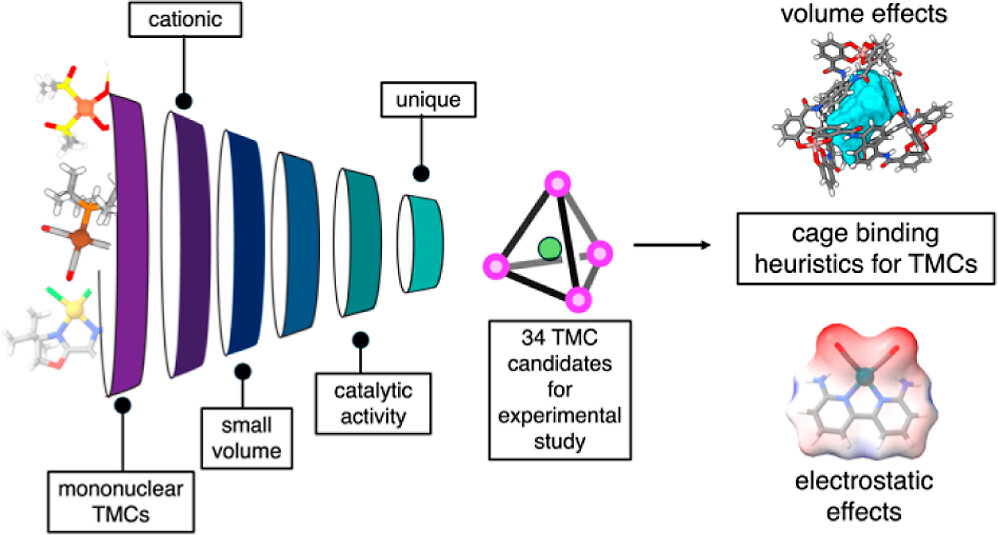 cationic
unique
mononuclear
TMCs
small
volume
catalytic
activity
34 TMC
candidates
for
experimental
study
volume effects
cage binding
heuristics for TMCs
electrostatic
effects